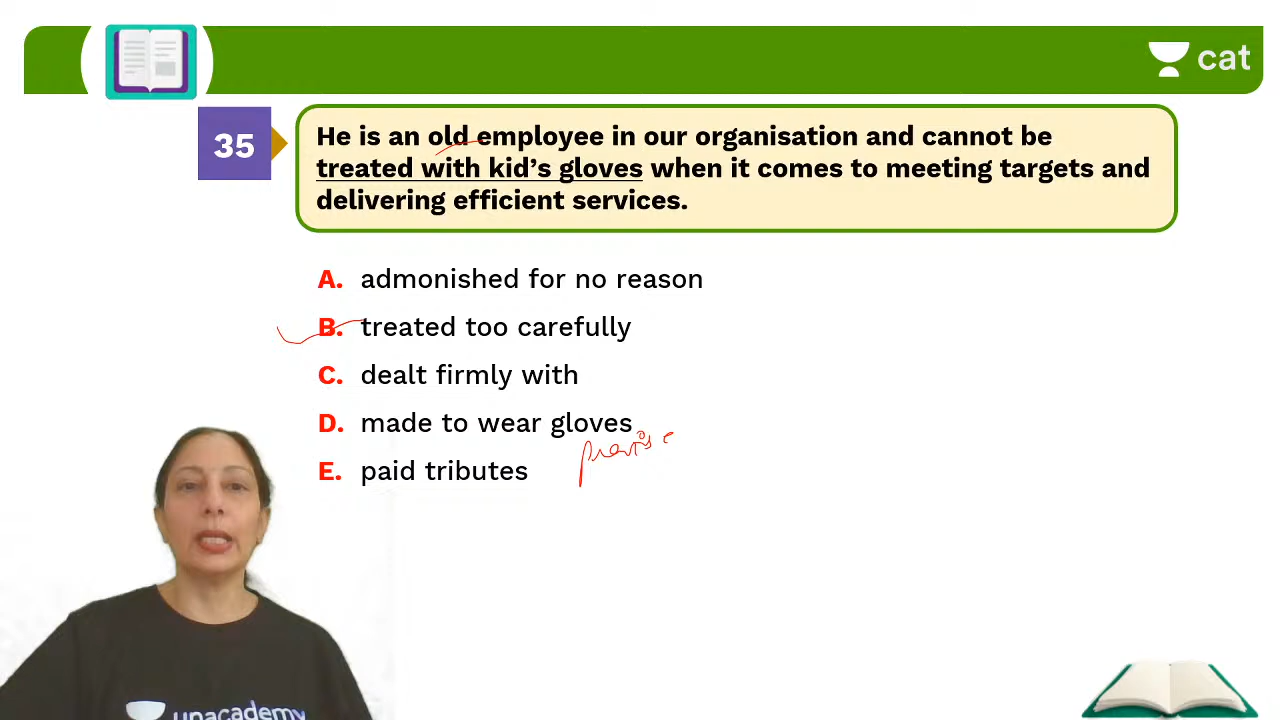 cat
35
He is an old employee in our organisation and cannot be
treated with kid's gloves when it comes to meeting targets and
delivering efficient services.
A. admonished for no reason
B. treated too carefully
C. dealt firmly with
D. made to wear gloves
E. paid tributes
unacademy